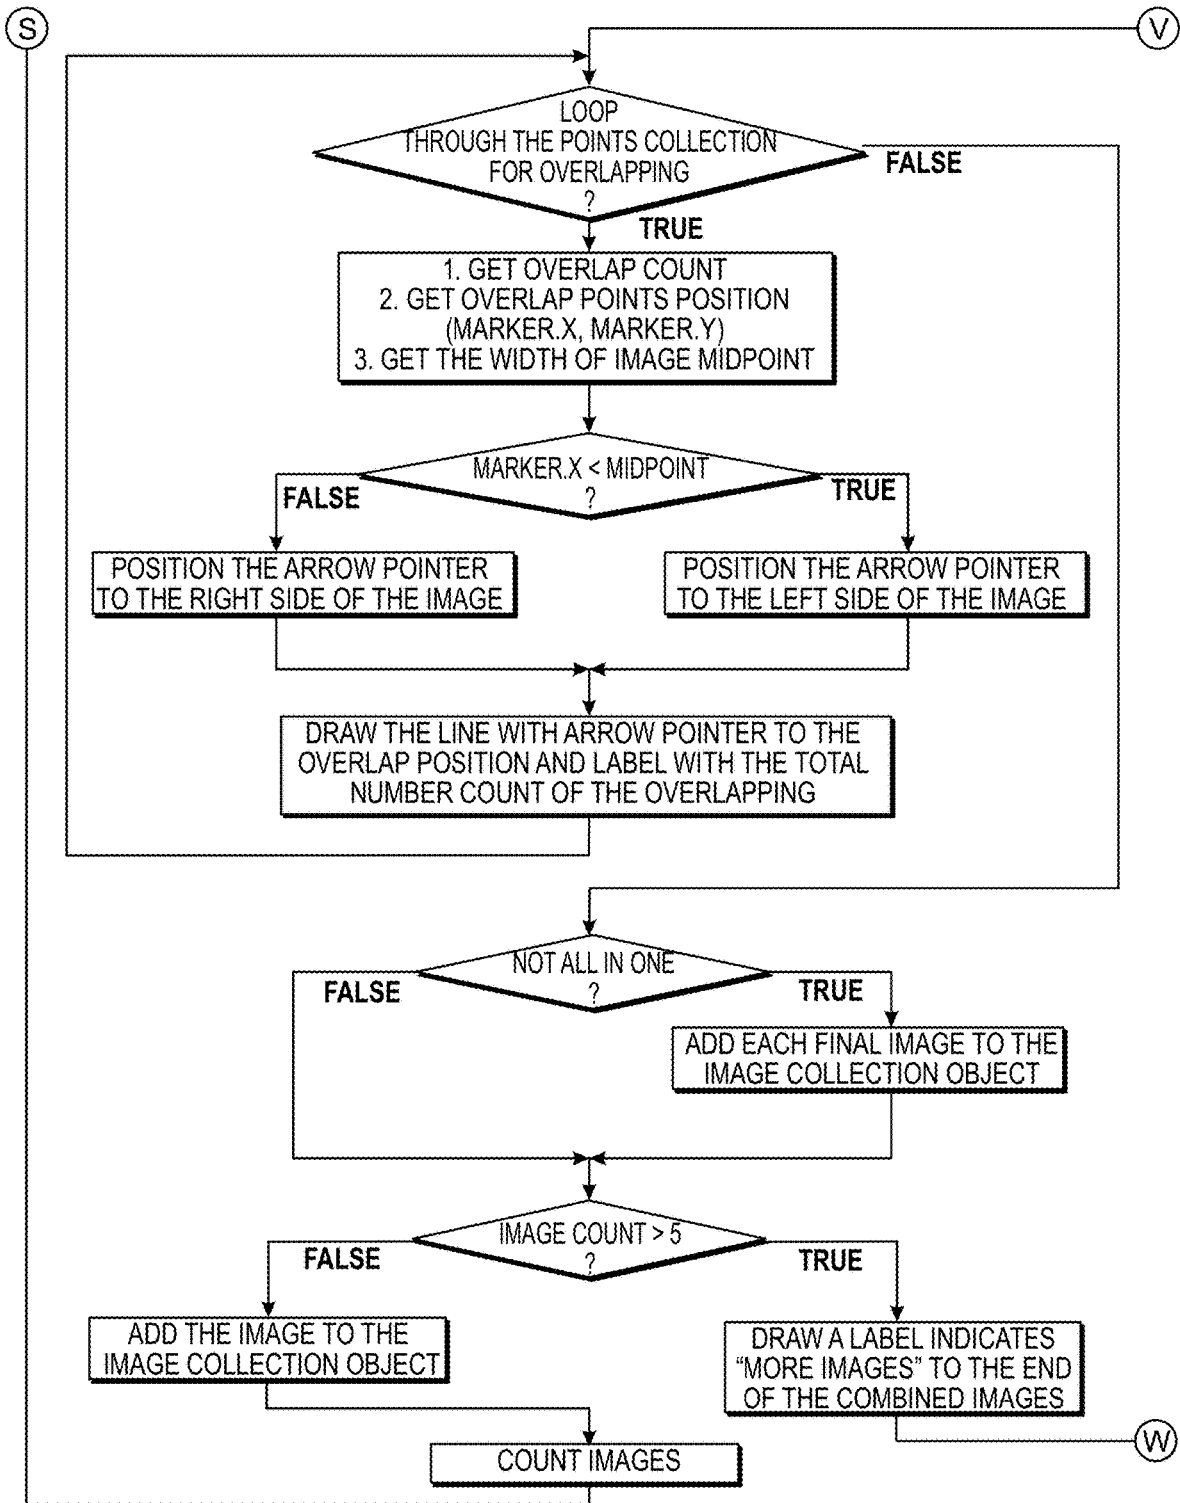 S
V
LOOP
THROUGH THE POINTS COLLECTION
FOR OVERLAPPING
?
FALSE
TRUE
1. GET OVERLAP COUNT
2. GET OVERLAP POINTS POSITION
(MARKER.X, MARKER.Y)
3. GET THE WIDTH OF IMAGE MIDPOINT
MARKER.X < MIDPOINT
?
FALSE
TRUE
POSITION THE ARROW POINTER
TO THE RIGHT SIDE OF THE IMAGE
POSITION THE ARROW POINTER
TO THE LEFT SIDE OF THE IMAGE
DRAW THE LINE WITH ARROW POINTER TO THE
OVERLAP POSITION AND LABEL WITH THE TOTAL
NUMBER COUNT OF THE OVERLAPPING
NOT ALL IN ONE
?
FALSE
TRUE
ADD EACH FINAL IMAGE TO THE
IMAGE COLLECTION OBJECT
IMAGE COUNT > 5
?
FALSE
TRUE
ADD THE IMAGE TO THE
IMAGE COLLECTION OBJECT
DRAW A LABEL INDICATES
“MORE IMAGES” TO THE END
OF THE COMBINED IMAGES
W
COUNT IMAGES